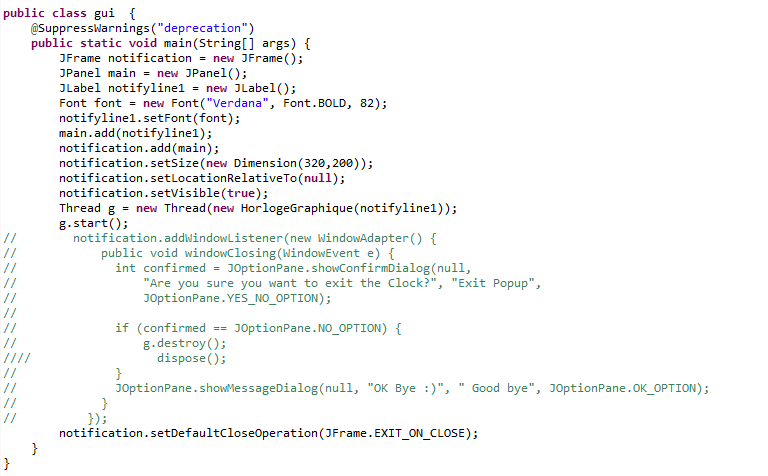 public class gui  {
    @SuppressWarnings("deprecation")
    public static void main(String[] args) {
        JFrame notification = new JFrame();
        JPanel main = new JPanel();
        JLabel notifyline1 = new JLabel();
        Font font = new Font("Verdana", Font.BOLD, 82);
        notifyline1.setFont(font);
        main.add(notifyline1);
        notification.add(main);
        notification.setSize(new Dimension(320,200));
        notification.setLocationRelativeTo(null);
        notification.setVisible(true);
        Thread g = new Thread(new HorlogeGraphique(notifyline1));
        g.start();
//        notification.addWindowListener(new WindowAdapter() {
//            public void windowClosing(WindowEvent e) {
//              int confirmed = JOptionPane.showConfirmDialog(null,
//                  "Are you sure you want to exit the Clock?", "Exit Popup",
//                  JOptionPane.YES_NO_OPTION);
//
//              if (confirmed == JOptionPane.NO_OPTION) {
//                  g.destroy();
////                  dispose();
//              }
//              JOptionPane.showMessageDialog(null, "OK Bye :)", " Good bye", JOptionPane.OK_OPTION);
//            }
//          });
        notification.setDefaultCloseOperation(JFrame.EXIT_ON_CLOSE);
    }
}